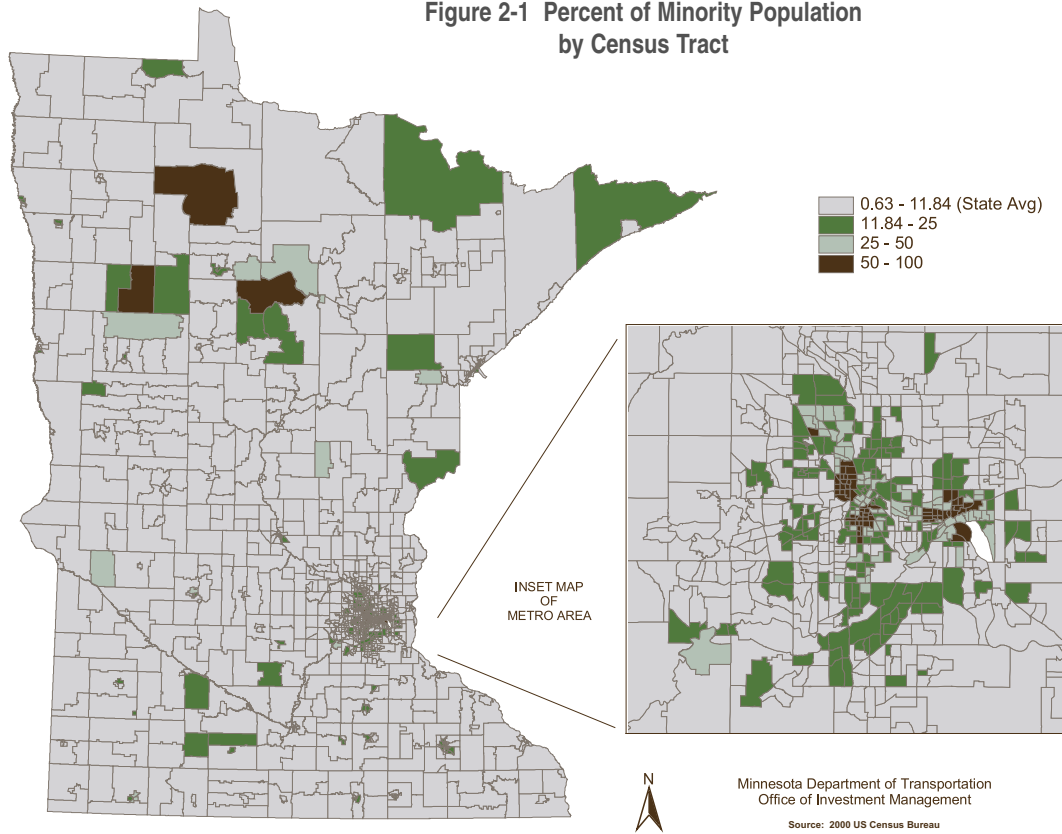 Figure 2-1 Percent of Minority Population
by Census Tract
0.63 - 11.84 (State Avg)
11.84 - 25
25 - 50
50 - 100
INSET MAP
OF
METRO AREA
N
Minnesota Department of Transportation
Office of Investment Management
Source: 2000 US Census Bureau